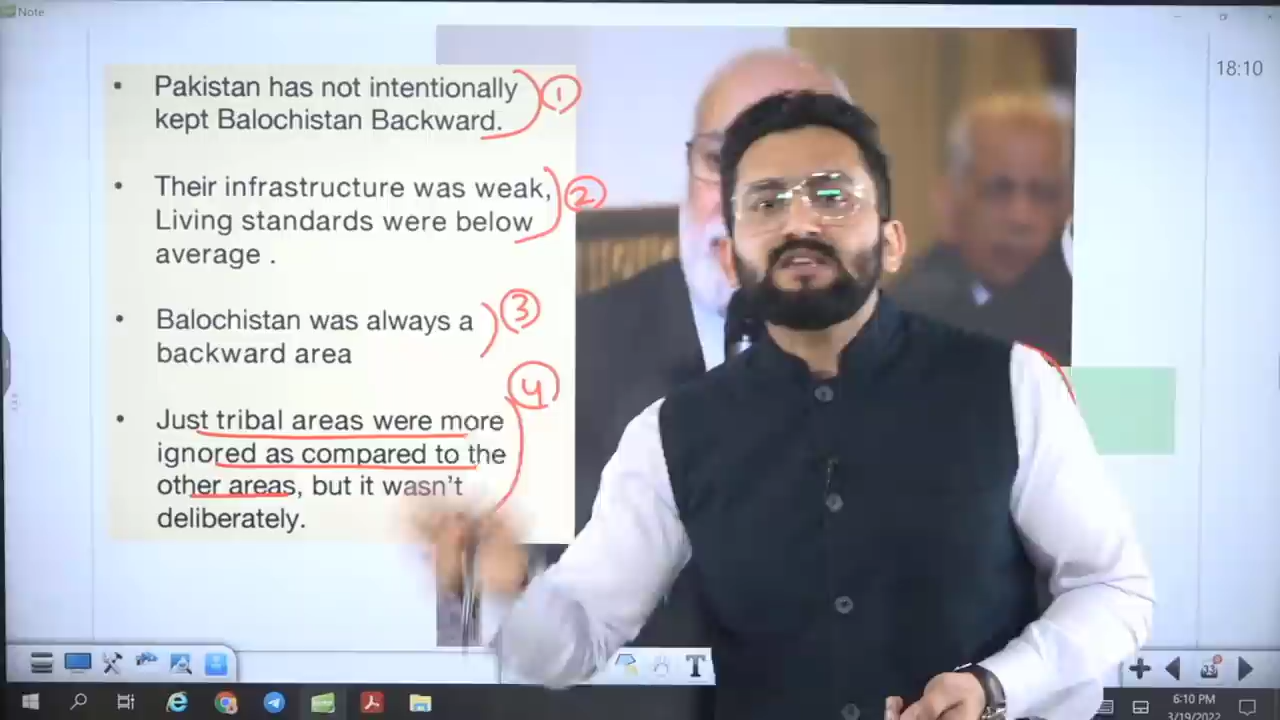 Note
18:10
• Pakistan has not intentionally
kept Balochistan Backward.
1
• Their infrastructure was weak,
Living standards were below
average .
2
• Balochistan was always a
backward area
3
• Just tribal areas were more
ignored as compared to the
other areas, but it wasn't
deliberately.
4
T
33
6:10 PM
3/19/2022